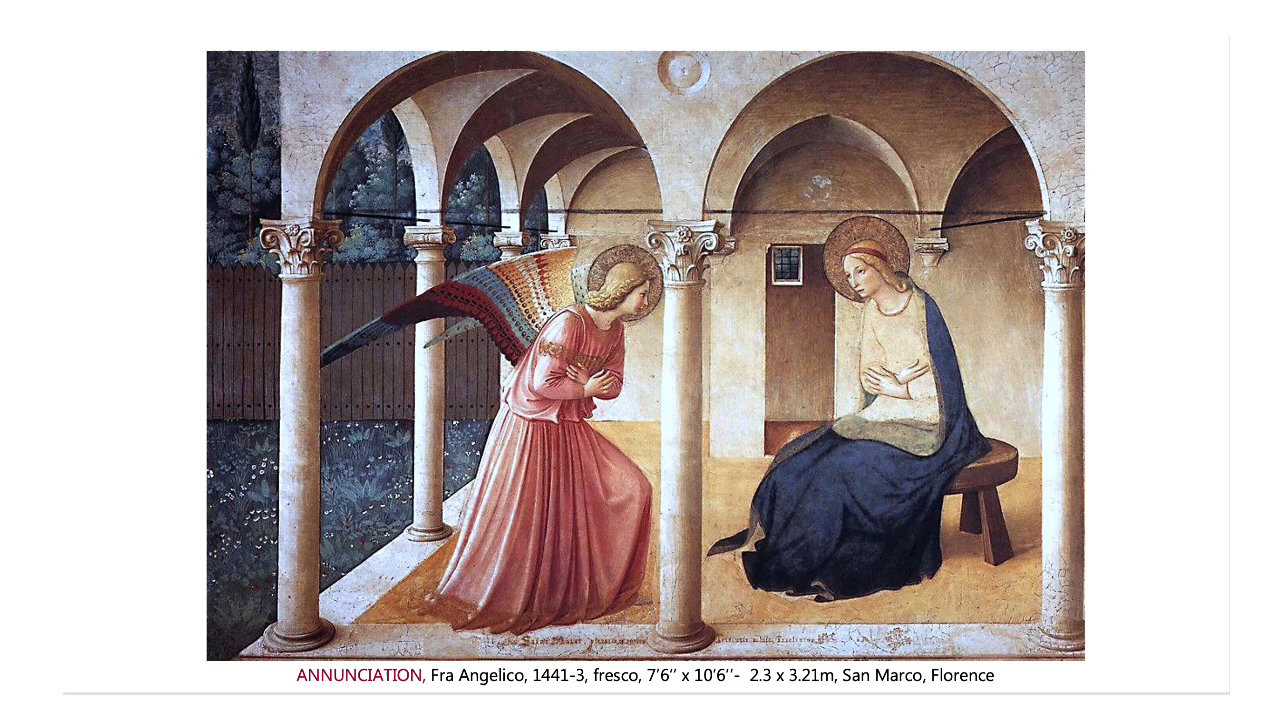 ANNUNCIATION, Fra Angelico, 1441-3, fresco, 7’6’’ x 10’6’’- 2.3 x 3.21m, San Marco, Florence